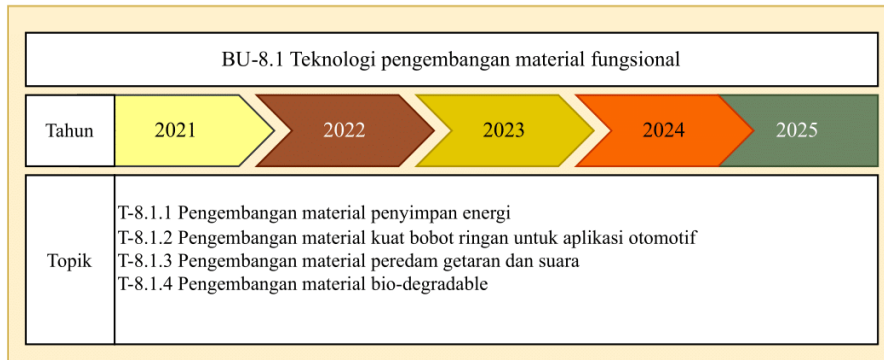 BU-8.1 Teknologi pengembangan material fungsional
Tahun
2021
2022
2023
2024
2025
Topik
T-8.1.1 Pengembangan material penyimpan energi
T-8.1.2 Pengembangan material kuat bobot ringan untuk aplikasi otomotif
T-8.1.3 Pengembangan material peredam getaran dan suara
T-8.1.4 Pengembangan material bio-degradable